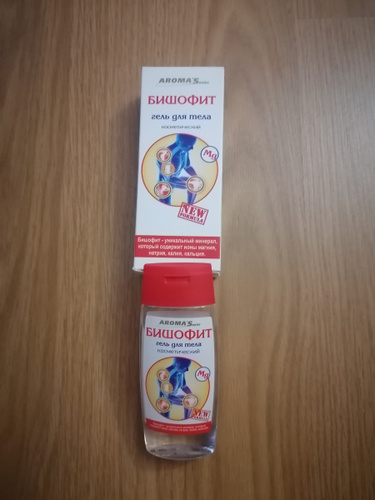 AROMA'S
БИШОФИТ
гель для тела
КОСМЕТИЧЕСКИЙ
Mg
NEW
FORMULA
Бишофит - уникальный минерал,
который содержит ионы магния,
натрия, калия, кальция.
AROMA'S
БИШОФИТ
гель для тела
КОСМЕТИЧЕСКИЙ
Mg
NEW